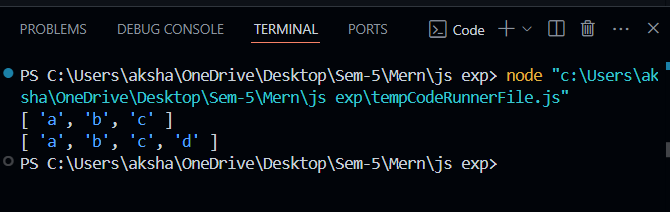 PROBLEMS DEBUG CONSOLE TERMINAL PORTS Code
PS C:\Users\aksha\OneDrive\Desktop\Sem-5\Mern\js exp> node "c:\Users\ak
sha\OneDrive\Desktop\Sem-5\Mern\js exp\tempCodeRunnerFile.js"
[ 'a', 'b', 'c' ]
[ 'a', 'b', 'c', 'd' ]
PS C:\Users\aksha\OneDrive\Desktop\Sem-5\Mern\js exp>